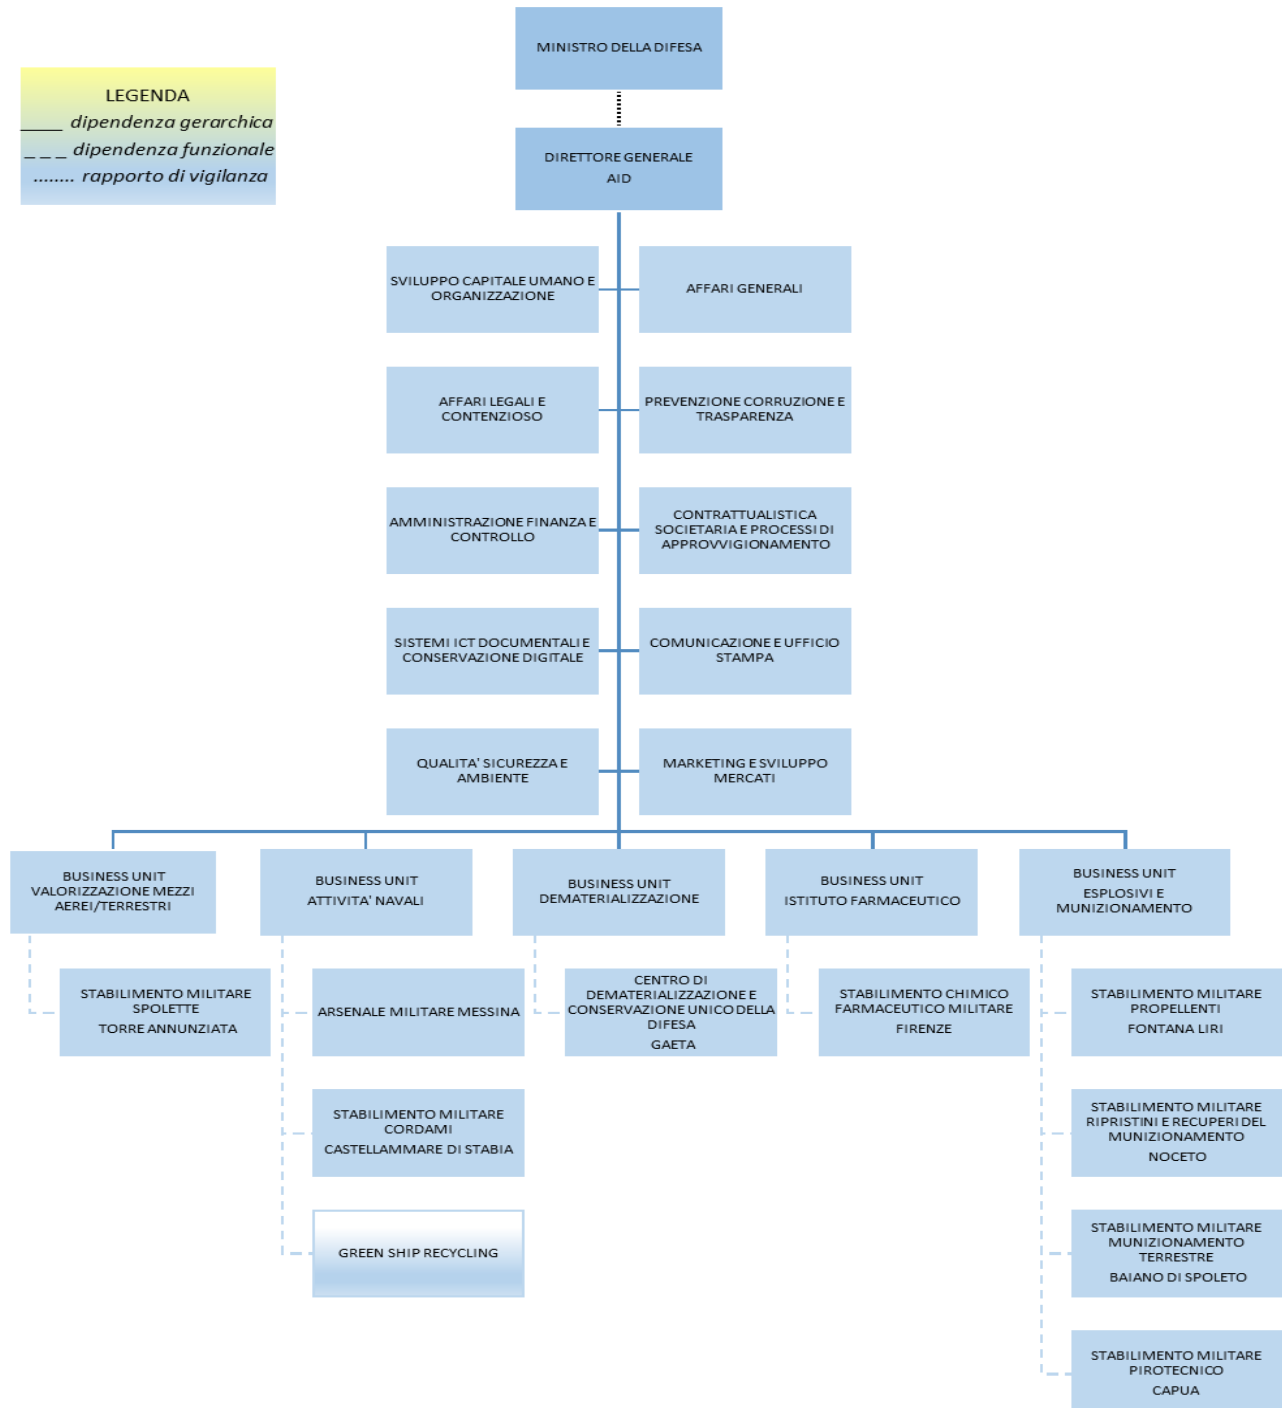 MINISTRO DELLA DIFESA
LEGENDA
____ dipendenza gerarchica
_ _ _ dipendenza funzionale
........ rapporto di vigilanza
DIRETTORE GENERALE
AID
SVILUPPO CAPITALE UMANO E
ORGANIZZAZIONE
AFFARI GENERALI
AFFARI LEGALI E
CONTENZIOSO
PREVENZIONE CORRUZIONE E
TRASPARENZA
AMMINISTRAZIONE FINANZA E
CONTROLLO
CONTRATTUALISTICA
SOCIETARIA E PROCESSI DI
APPROVVIGIONAMENTO
SISTEMI ICT DOCUMENTALI E
CONSERVAZIONE DIGITALE
COMUNICAZIONE E UFFICIO
STAMPA
QUALITA' SICUREZZA E
AMBIENTE
MARKETING E SVILUPPO
MERCATI
BUSINESS UNIT
VALORIZZAZIONE MEZZI
AEREI/TERRESTRI
BUSINESS UNIT
ATTIVITA' NAVALI
BUSINESS UNIT
DEMATERIALIZZAZIONE
BUSINESS UNIT
ISTITUTO FARMACEUTICO
BUSINESS UNIT
ESPLOSIVI E
MUNIZIONAMENTO
STABILIMENTO MILITARE
SPOLETTE
TORRE ANNUNZIATA
ARSENALE MILITARE MESSINA
CENTRO DI
DEMATERIALIZZAZIONE E
CONSERVAZIONE UNICO DELLA
DIFESA
GAETA
STABILIMENTO CHIMICO
FARMACEUTICO MILITARE
FIRENZE
STABILIMENTO MILITARE
PROPELLENTI
FONTANA LIRI
STABILIMENTO MILITARE
CORDAMI
CASTELLAMMARE DI STABIA
STABILIMENTO MILITARE
RIPRISTINI E RECUPERI DEL
MUNIZIONAMENTO
NOCETO
GREEN SHIP RECYCLING
STABILIMENTO MILITARE
MUNIZIONAMENTO
TERRESTRE
BAIANO DI SPOLETO
STABILIMENTO MILITARE
PIROTECNICO
CAPUA